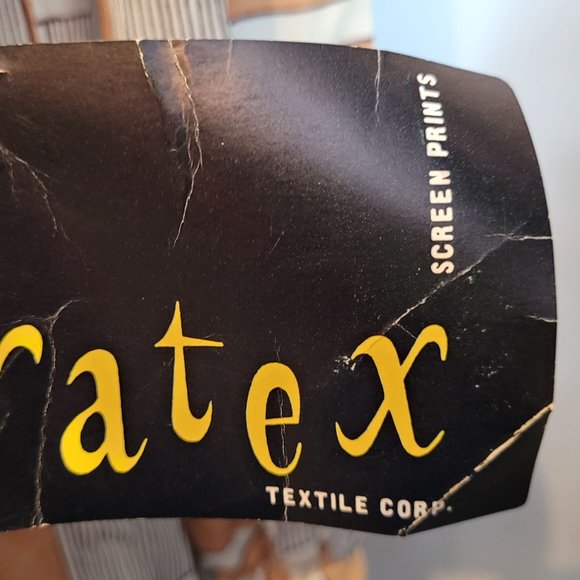 SCREEN PRINTS
ratex
TEXTILE CORP.